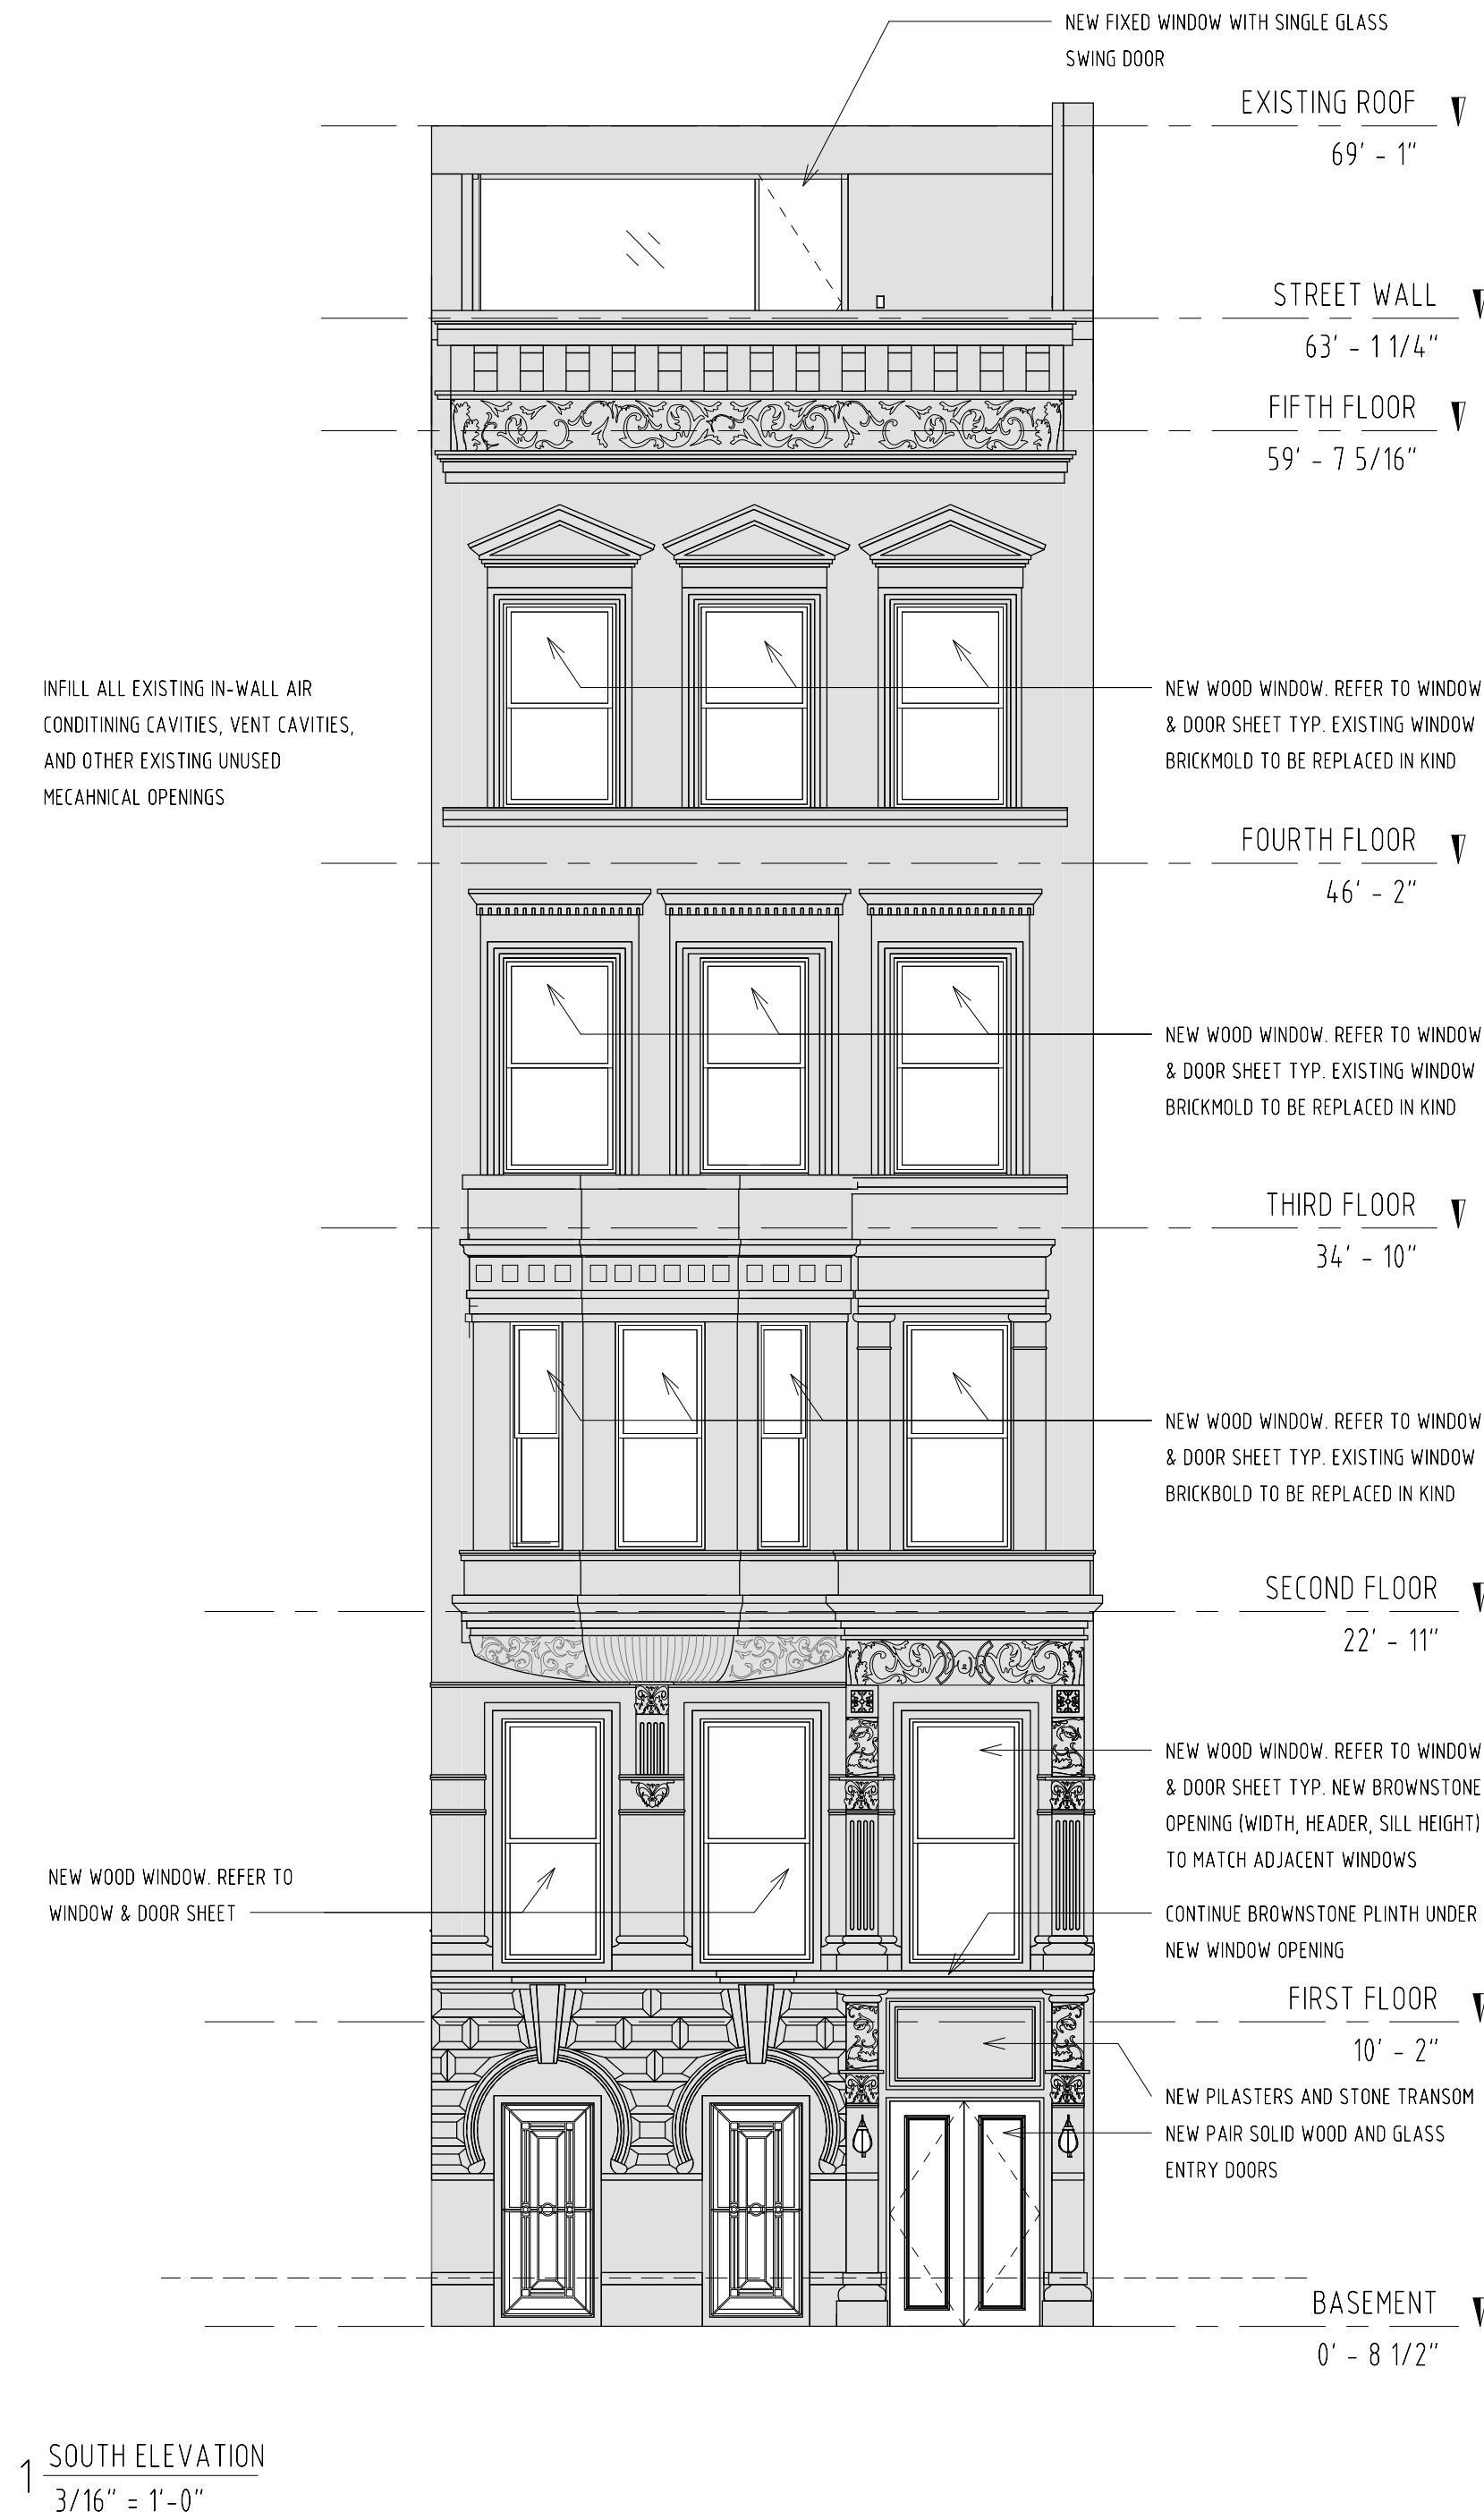 NEW FIXED WINDOW WITH SINGLE GLASS
SWING DOOR
EXISTING ROOF
69' - 1"
STREET WALL
63' - 1 1/4"
FIFTH FLOOR
59' - 7 5/16"
INFILL ALL EXISTING IN-WALL AIR
CONDITINING CAVITIES, VENT CAVITIES,
AND OTHER EXISTING UNUSED
MECAHNICAL OPENINGS
NEW WOOD WINDOW. REFER TO WINDOW
& DOOR SHEET TYP. EXISTING WINDOW
BRICKMOLD TO BE REPLACED IN KIND
FOURTH FLOOR
46' - 2"
NEW WOOD WINDOW. REFER TO WINDOW
& DOOR SHEET TYP. EXISTING WINDOW
BRICKMOLD TO BE REPLACED IN KIND
THIRD FLOOR
34' - 10"
NEW WOOD WINDOW. REFER TO WINDOW
& DOOR SHEET TYP. EXISTING WINDOW
BRICKBOLD TO BE REPLACED IN KIND
SECOND FLOOR
22' - 11"
NEW WOOD WINDOW. REFER TO WINDOW
& DOOR SHEET TYP. NEW BROWNSTONE
OPENING (WIDTH, HEADER, SILL HEIGHT)
TO MATCH ADJACENT WINDOWS
NEW WOOD WINDOW. REFER TO
WINDOW & DOOR SHEET
CONTINUE BROWNSTONE PLINTH UNDER
NEW WINDOW OPENING
FIRST FLOOR
10' - 2"
NEW PILASTERS AND STONE TRANSOM
NEW PAIR SOLID WOOD AND GLASS
ENTRY DOORS
BASEMENT
0' - 8 1/2"
1 SOUTH ELEVATION
3/16" = 1'-0"